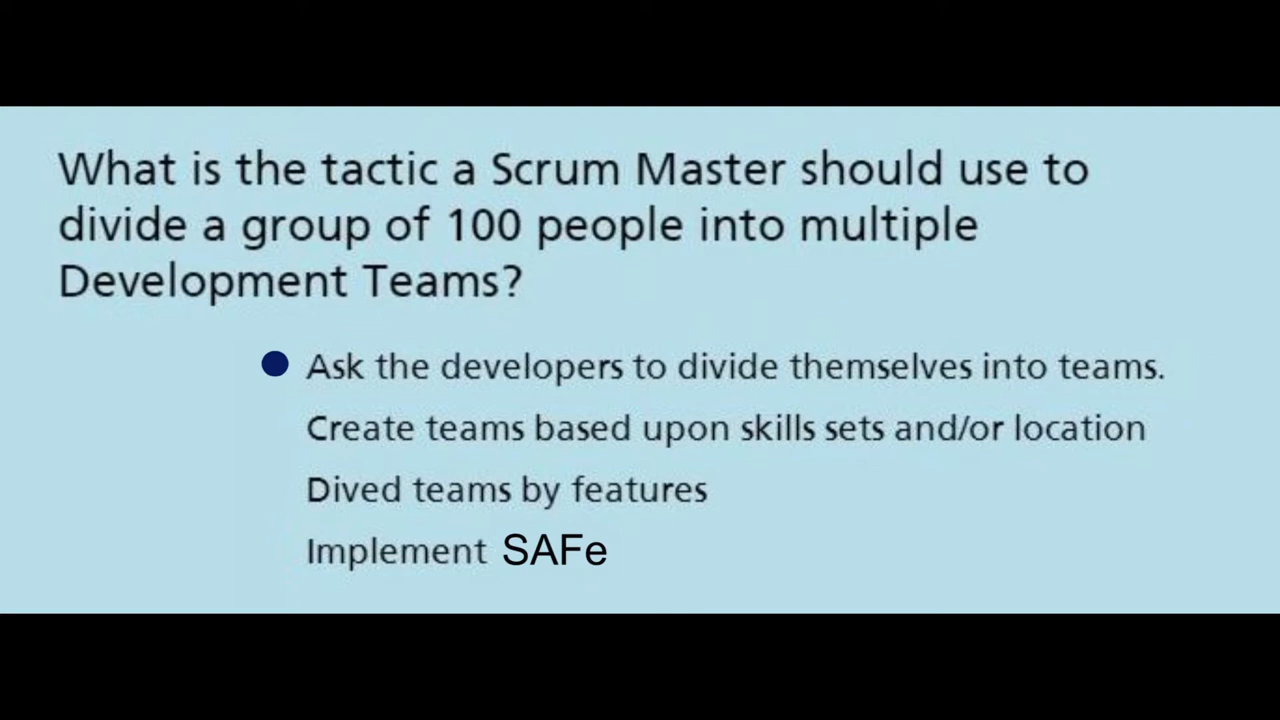 What is the tactic a Scrum Master should use to
divide a group of 100 people into multiple
Development Teams?
Ask the developers to divide themselves into teams.
Create teams based upon skills sets and/or location
Dived teams by features
Implement SAFe